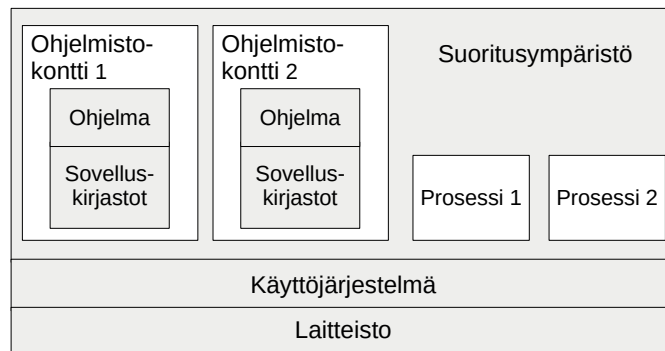 Ohjelmisto-
kontti 1
Ohjelma
Sovellus-
kirjastot
Ohjelmisto-
kontti 2
Ohjelma
Sovellus-
kirjastot
Suoritusympäristö
Prosessi 1
Prosessi 2
Käyttöjärjestelmä
Laitteisto